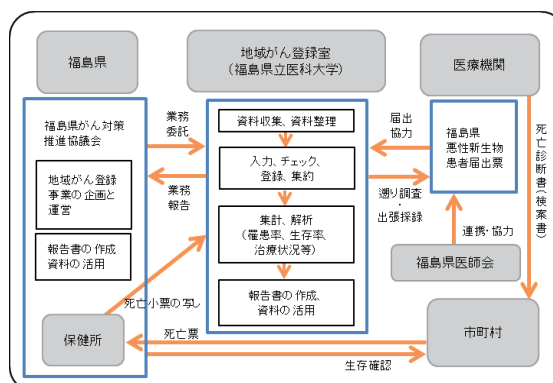 福島県
地域がん登録室
(福島県立医科大学)
医療機関
福島県がん対策
推進協議会
地域がん登録
事業の企画と
運営
報告書の作成
資料の活用
保健所
業務
委託
業務
報告
資料収集、資料整理
入力、チェック、
登録、集約
集計、解析
(罹患率、生存率、
治療状況等)
報告書の作成、
資料の活用
届出
協力
遡り調査
・
出張採録
福島県
悪性新生物
患者届出票
連携・協力
福島県医師会
死亡診断書(検案書)
市町村
死亡小票の写し
死亡票
生存確認